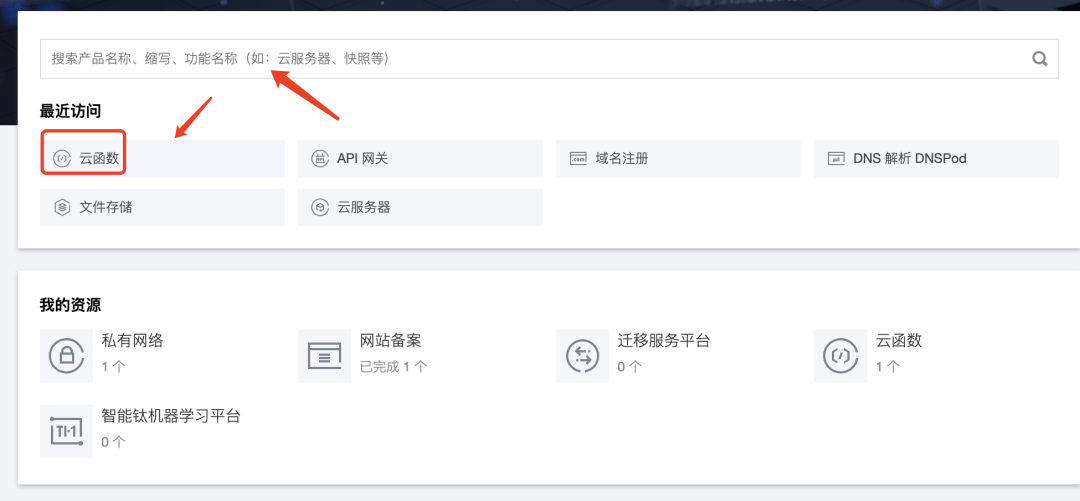 搜索产品名称、缩写、功能名称（如：云服务器、快照等）
最近访问
云函数
API 网关
.com 域名注册
DNS 解析 DNSPod
文件存储
云服务器
我的资源
私有网络
1 个
网站备案
已完成 1 个
迁移服务平台
0 个
云函数
1 个
TI-1
智能钛机器学习平台
0 个